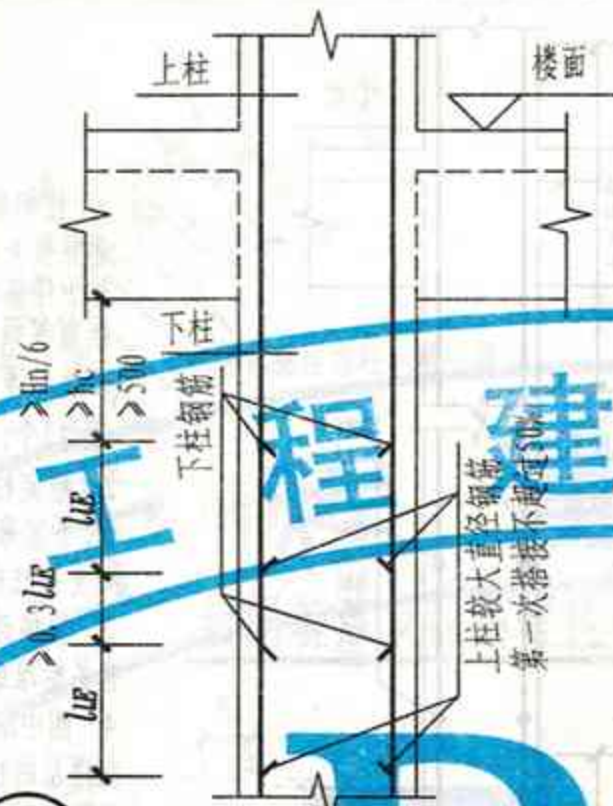 上柱
楼面
下柱
≥Hn/6
≥hc
≥500
下柱钢筋
工程建
llE
≥0.3llE
llE
上柱较大直径钢筋
第一次搭接不超过50%